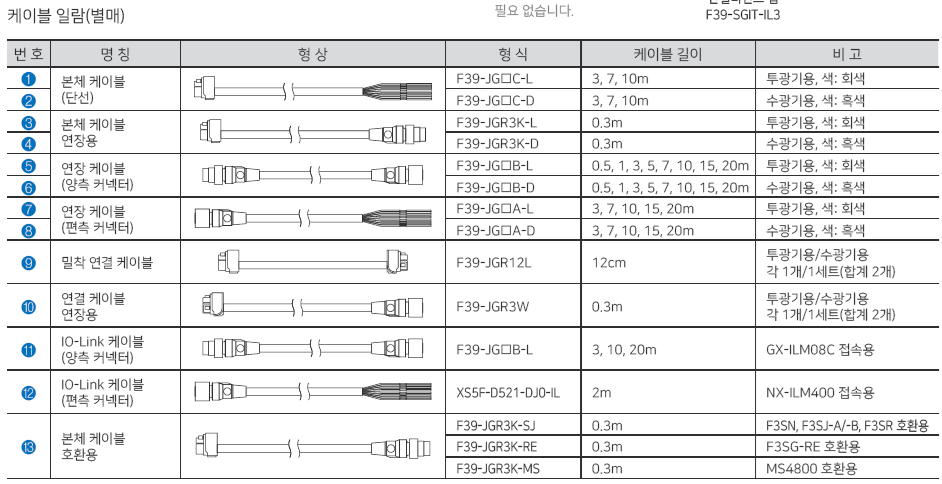 필요 없습니다.
F39-SGIT-IL3
케이블 일람(별매)
번 호 명 칭 형 상 형 식 케이블 길이 비 고
1 본체 케이블 (단선) F39-JG□C-L 3, 7, 10m 투광기용, 색: 회색
2 F39-JG□C-D 3, 7, 10m 수광기용, 색: 흑색
3 본체 케이블 연장용 F39-JGR3K-L 0.3m 투광기용, 색: 회색
4 F39-JGR3K-D 0.3m 수광기용, 색: 흑색
5 연장 케이블 (양측 커넥터) F39-JG□B-L 0.5, 1, 3, 5, 7, 10, 15, 20m 투광기용, 색: 회색
6 F39-JG□B-D 0.5, 1, 3, 5, 7, 10, 15, 20m 수광기용, 색: 흑색
7 연장 케이블 (편측 커넥터) F39-JG□A-L 3, 7, 10, 15, 20m 투광기용, 색: 회색
8 F39-JG□A-D 3, 7, 10, 15, 20m 수광기용, 색: 흑색
9 밀착 연결 케이블 F39-JGR12L 12cm 투광기용/수광기용
각 1개/1세트(합계 2개)
10 연결 케이블 연장용 F39-JGR3W 0.3m 투광기용/수광기용
각 1개/1세트(합계 2개)
11 IO-Link 케이블 (양측 커넥터) F39-JG□B-L 3, 10, 20m GX-ILM08C 접속용
12 IO-Link 케이블 (편측 커넥터) XS5F-D521-DJ0-IL 2m NX-ILM400 접속용
13 본체 케이블 호환용 F39-JGR3K-SJ 0.3m F3SN, F3SJ-A/-B, F3SR 호환용
F39-JGR3K-RE 0.3m F3SG-RE 호환용
F39-JGR3K-MS 0.3m MS4800 호환용